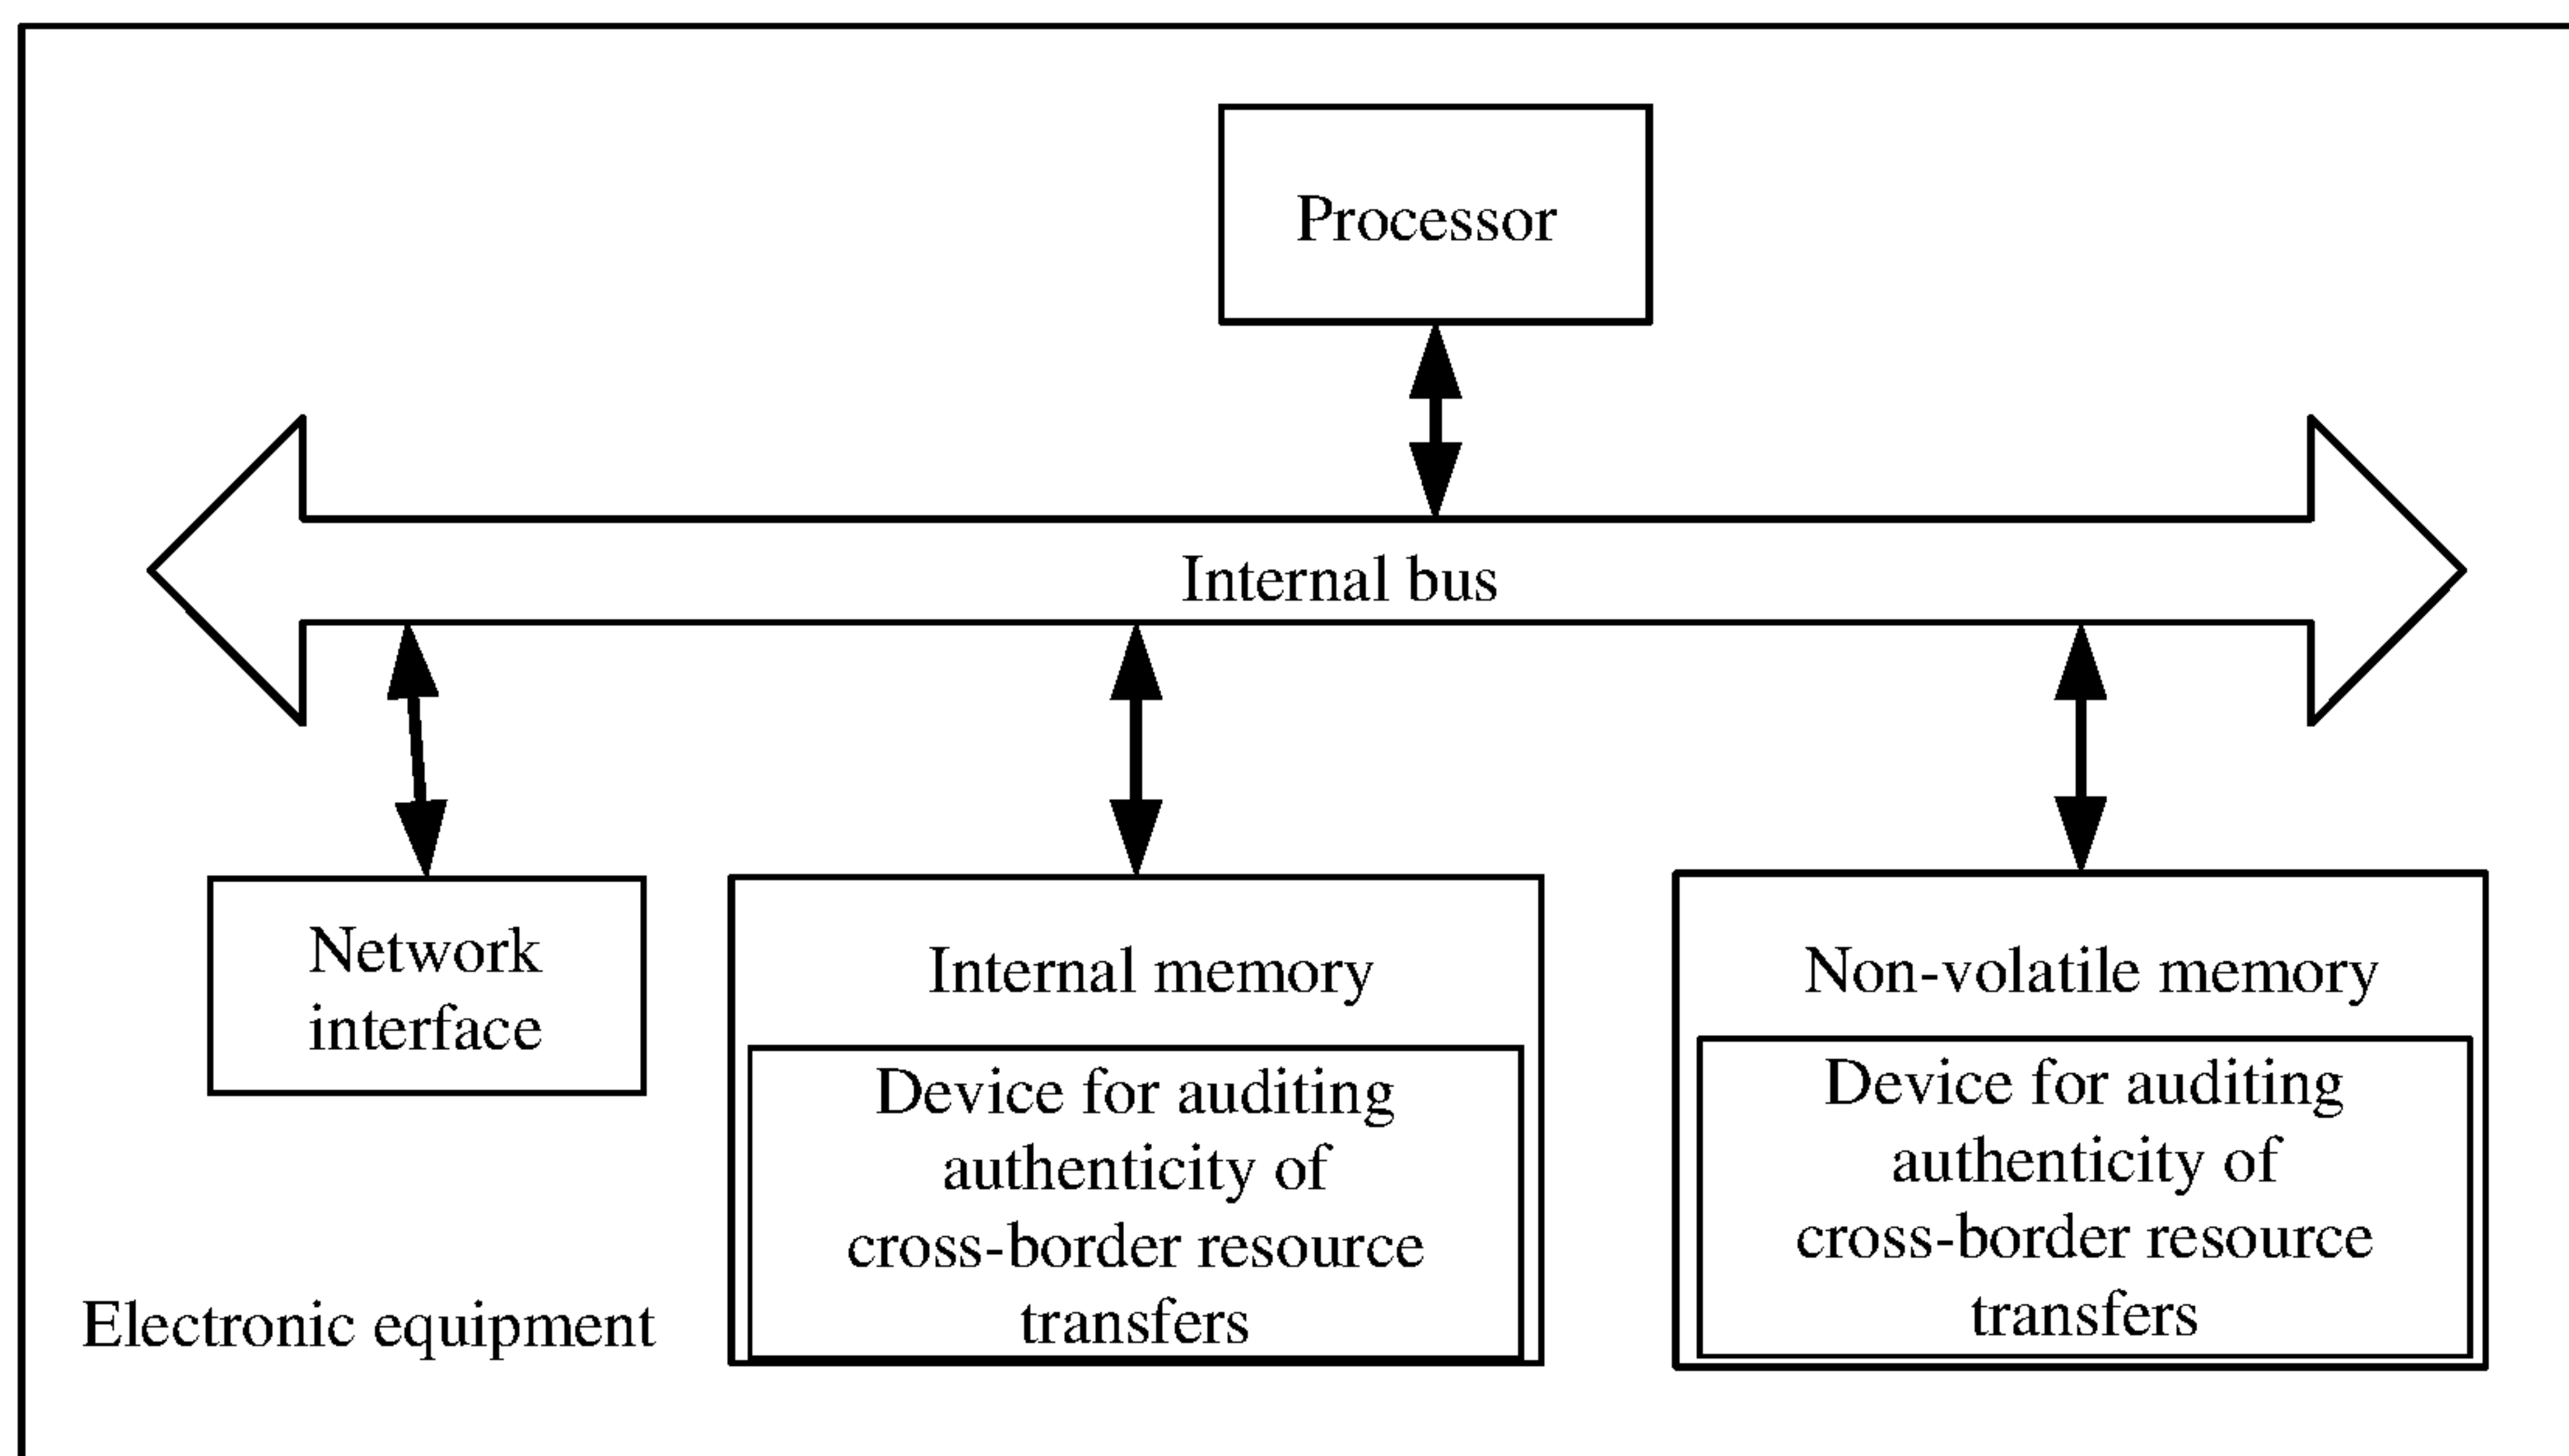 Processor
Internal bus
Network
interface
Internal memory
Device for auditing
authenticity of
cross-border resource
transfers
Non-volatile memory
Device for auditing
authenticity of
cross-border resource
transfers
Electronic equipment